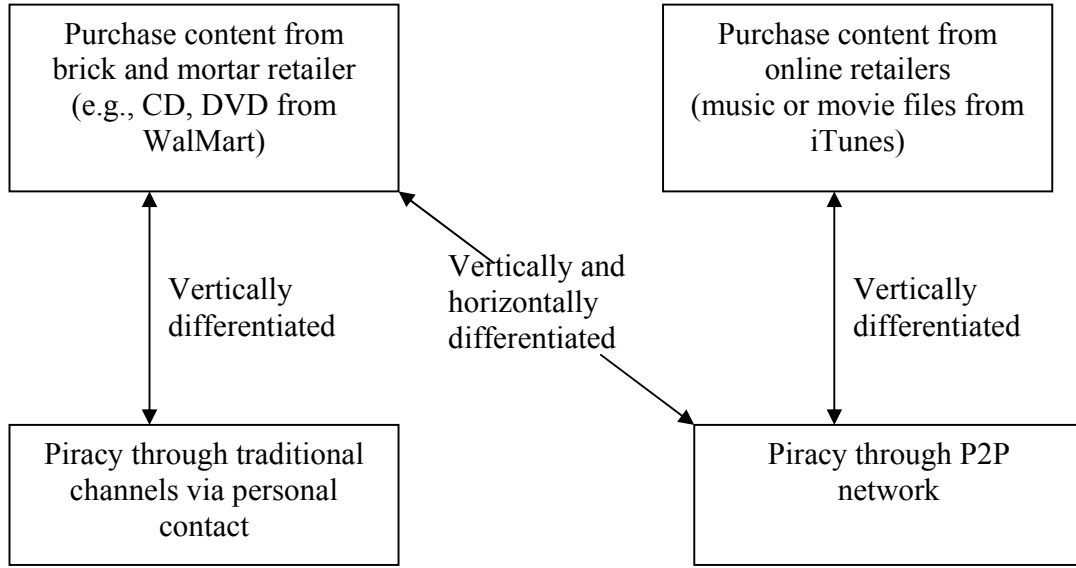 Purchase content from
brick and mortar retailer
(e.g., CD, DVD from
WalMart)
Purchase content from
online retailers
(music or movie files from
iTunes)
Vertically
differentiated
Vertically and
horizontally
differentiated
Vertically
differentiated
Piracy through traditional
channels via personal
contact
Piracy through P2P
network